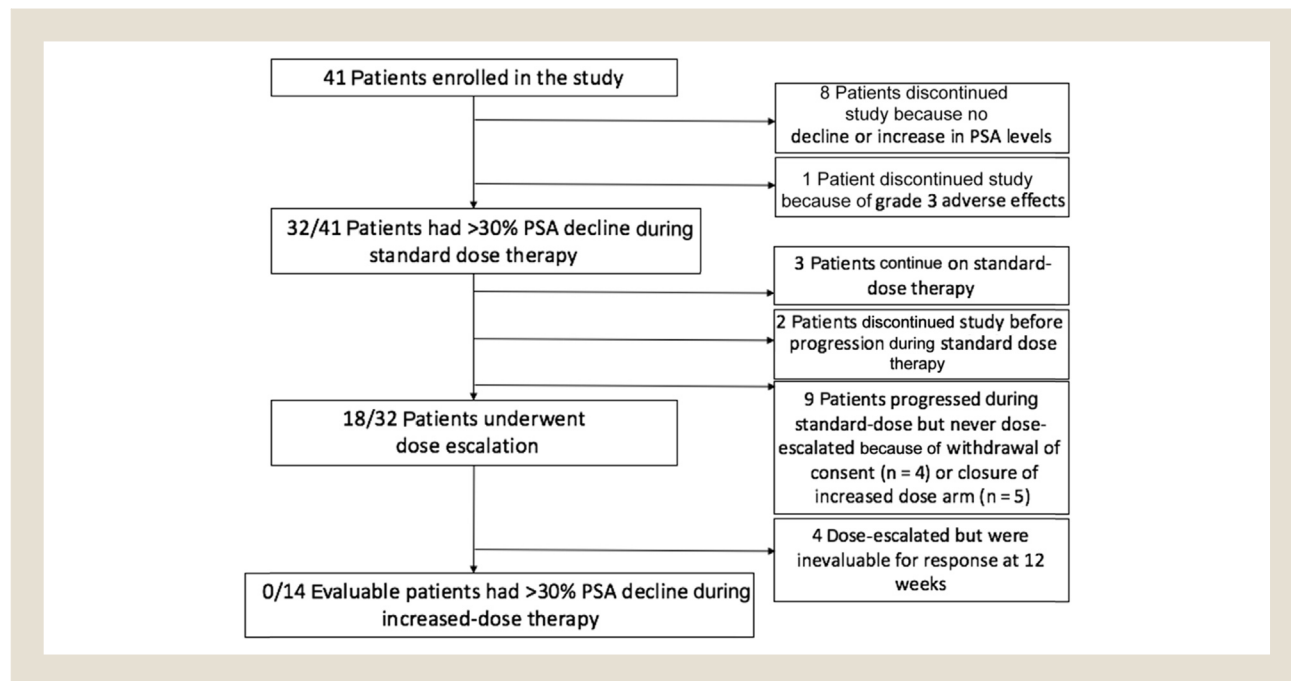 41 Patients enrolled in the study
8 Patients discontinued
study because no
decline or increase in PSA levels
1 Patient discontinued study
because of grade 3 adverse effects
32/41 Patients had >30% PSA decline during
standard dose therapy
3 Patients continue on standard-
dose therapy
2 Patients discontinued study before
progression during standard dose
therapy
18/32 Patients underwent
dose escalation
9 Patients progressed during
standard-dose but never dose-
escalated because of withdrawal of
consent (n = 4) or closure of
increased dose arm (n = 5)
4 Dose-escalated but were
inevaluable for response at 12
weeks
0/14 Evaluable patients had >30% PSA decline during
increased-dose therapy